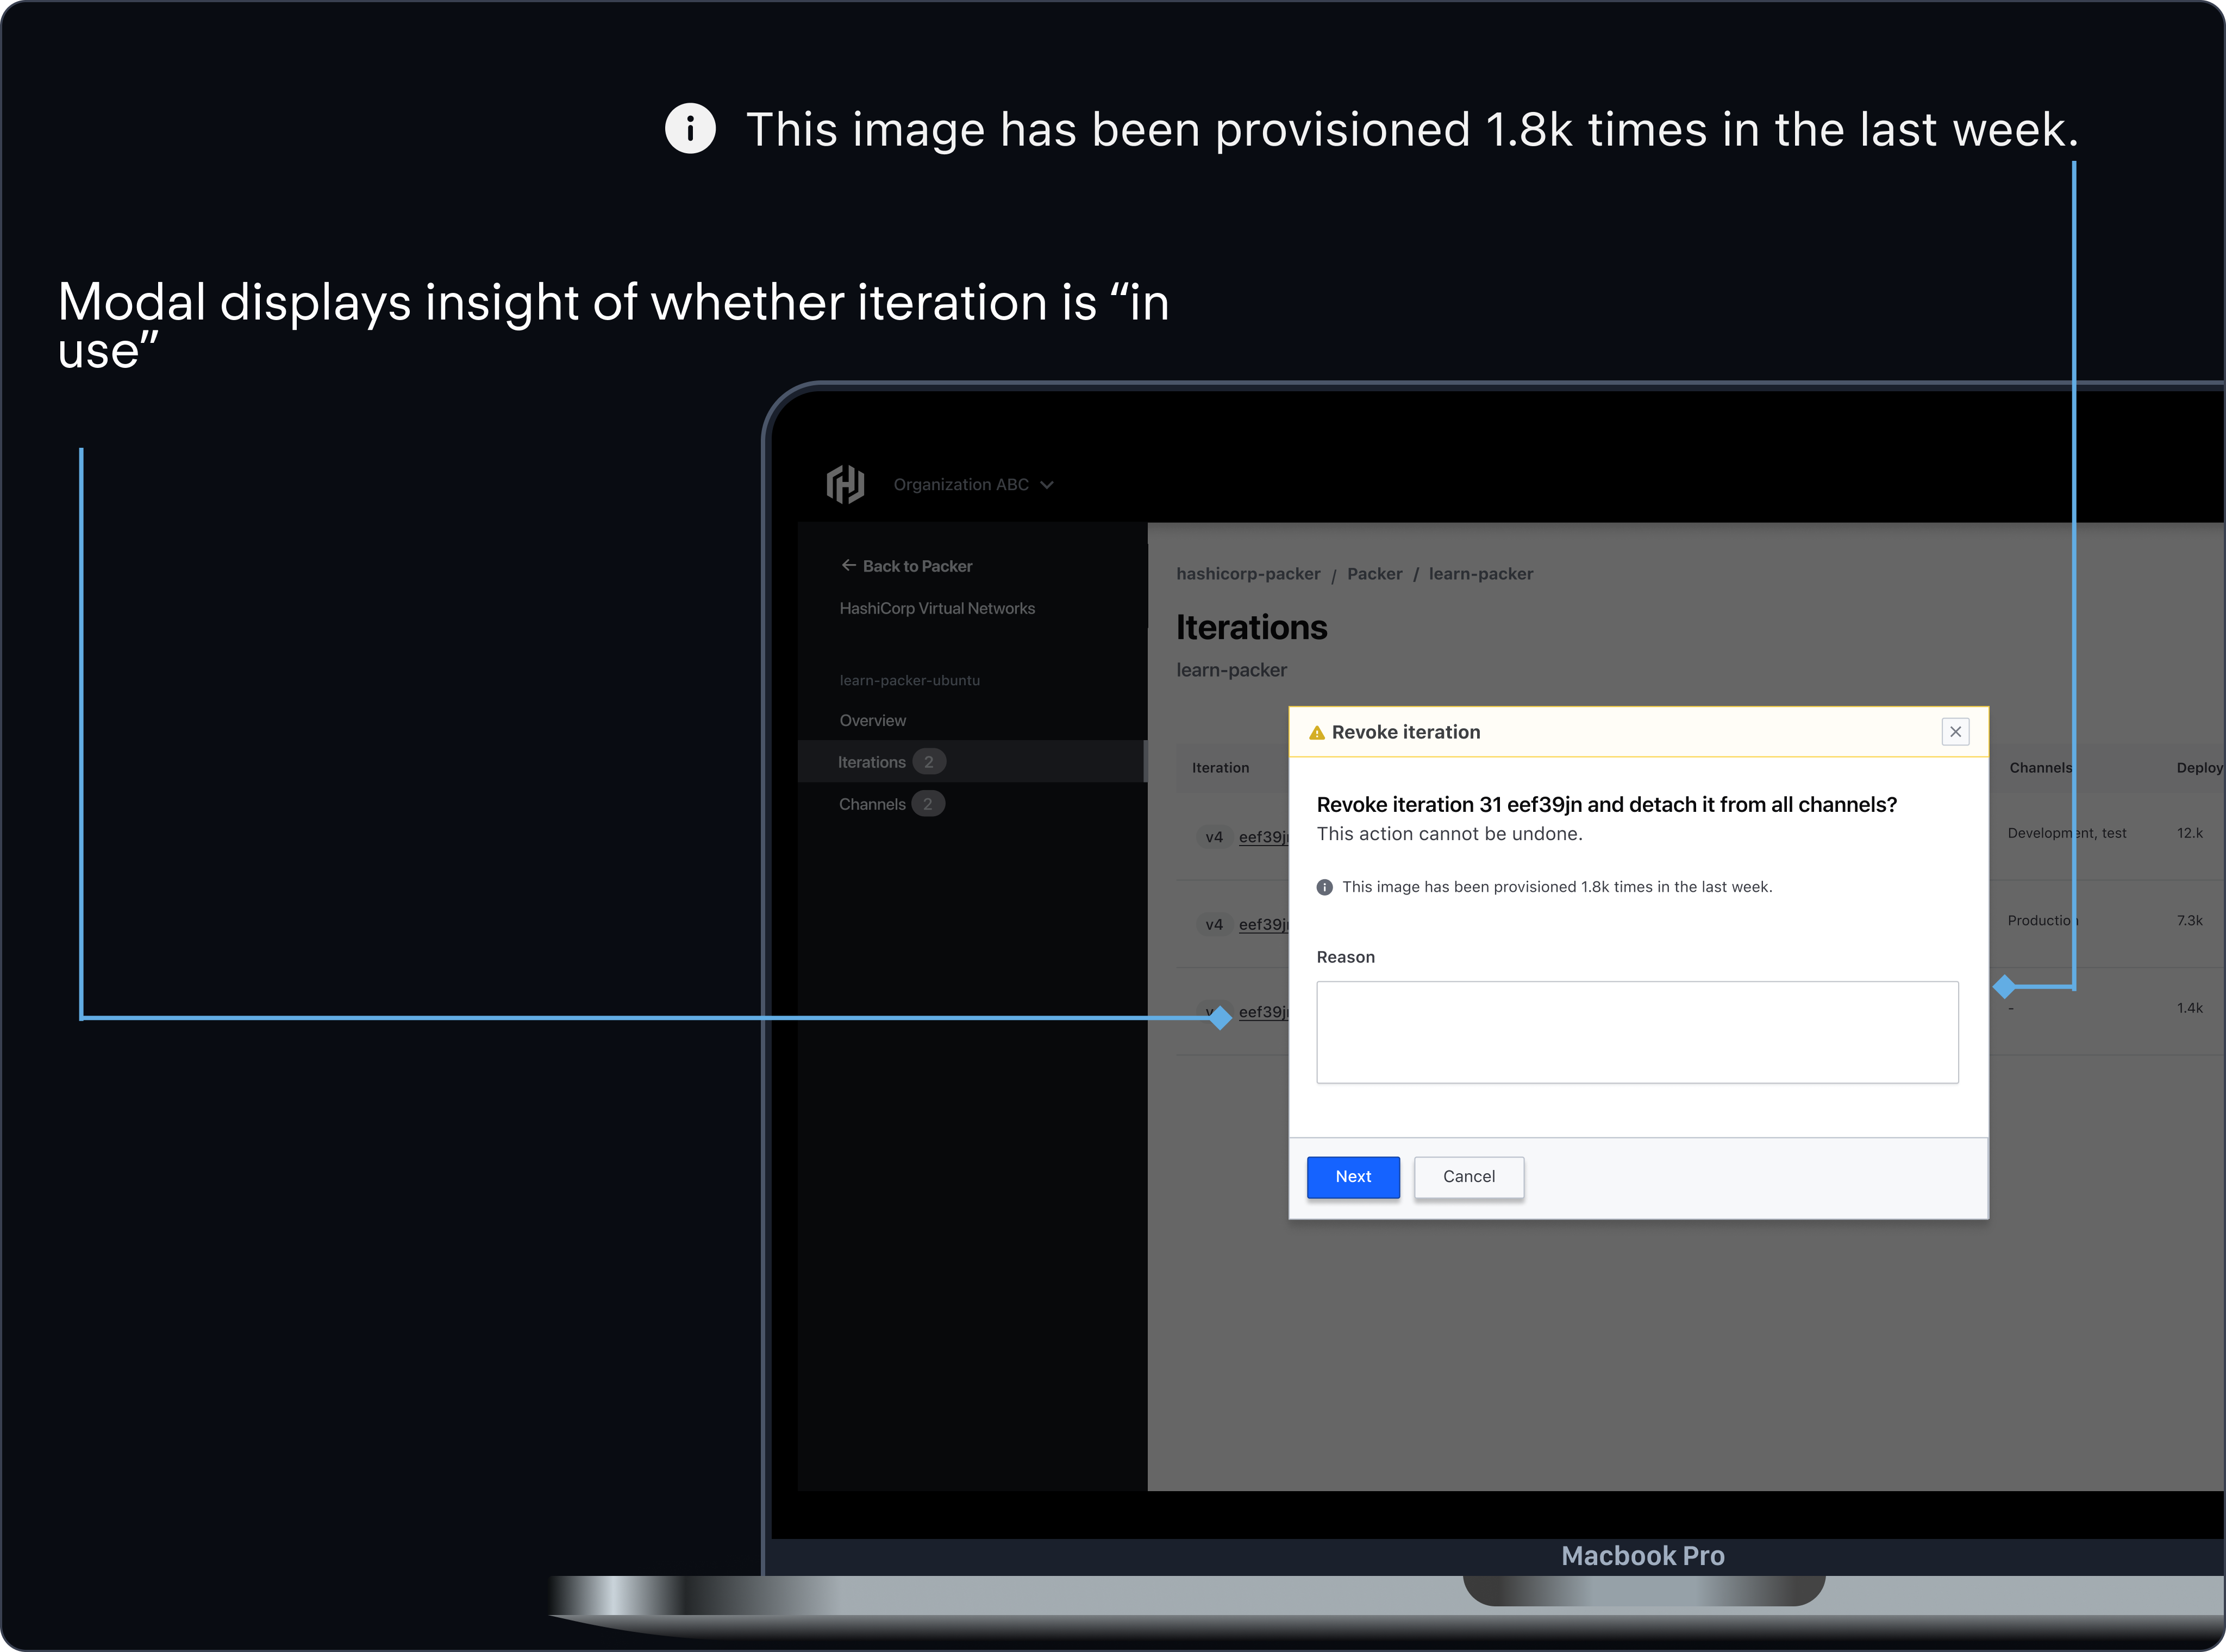 This image has been provisioned 1.8k times in the last week.
Modal displays insight of whether iteration is “in
use”
Organization ABC
Back to Packer
HashiCorp Virtual Networks
learn-packer-ubuntu
Overview
Iterations 2
Channels 2
hashicorp-packer / Packer / learn-packer
Iterations
learn-packer
Iteration
Channels
Deploy
v4
Development, test
12.k
v4
Production
7.3k
-
1.4k
Revoke iteration
Revoke iteration 31 eef39jn and detach it from all channels?
This action cannot be undone.
This image has been provisioned 1.8k times in the last week.
Reason
Next
Cancel
Macbook Pro